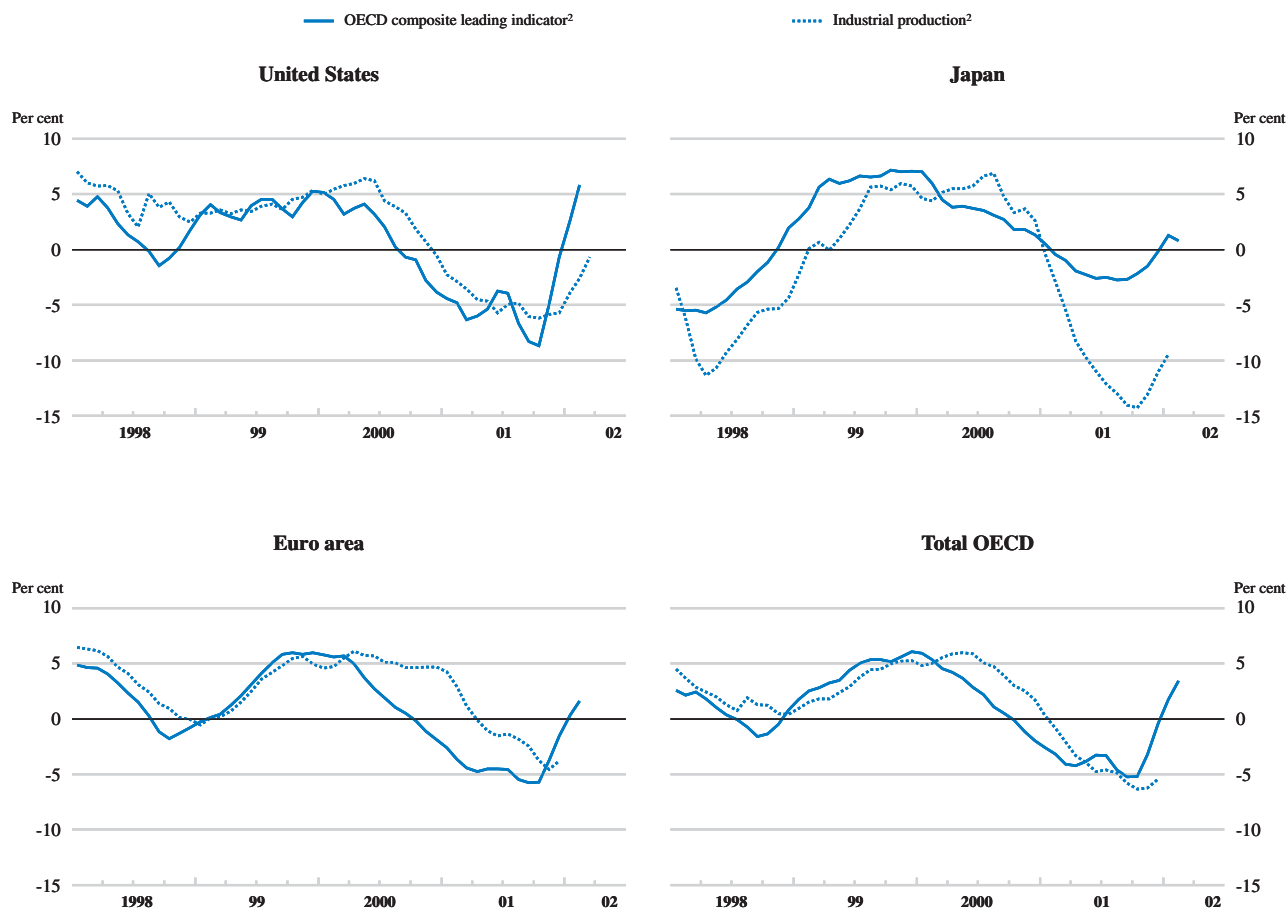 OECD composite leading indicator² Industrial production²
United States
Per cent
10
5
0
-5
-10
-15
1998 99 2000 01 02
Japan
Per cent
10
5
0
-5
-10
-15
1998 99 2000 01 02
Euro area
Per cent
10
5
0
-5
-10
-15
1998 99 2000 01 02
Total OECD
Per cent
10
5
0
-5
-10
-15
1998 99 2000 01 02